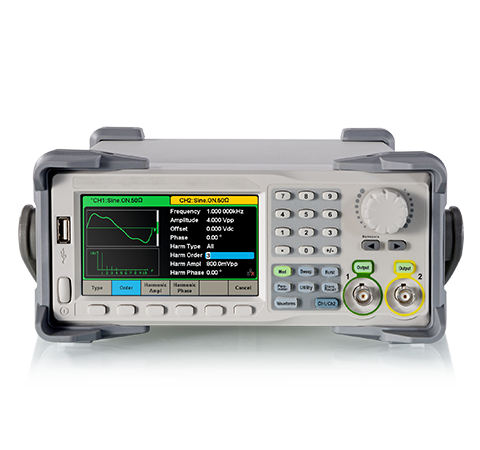 *CH1:Sine.ON.50Ω
CH2:Sine.ON.50Ω
Frequency 1.000 000kHz
Amplitude 4.000 Vpp
Offset 0.000 Vdc
Phase 0.00 °
Harm Type All
Harm Order 3
Harm Ampl 800.0mVpp
Harm Phase 0.00 °
Type
Order
Harmonic
Ampl
Harmonic
Phase
Cancel
7 8 9
4 5 6
1 2 3
. 0 +/-
Mod Sweep Burst
Utility
Waveforms
Ch1/Ch2
1
Output
Output
2